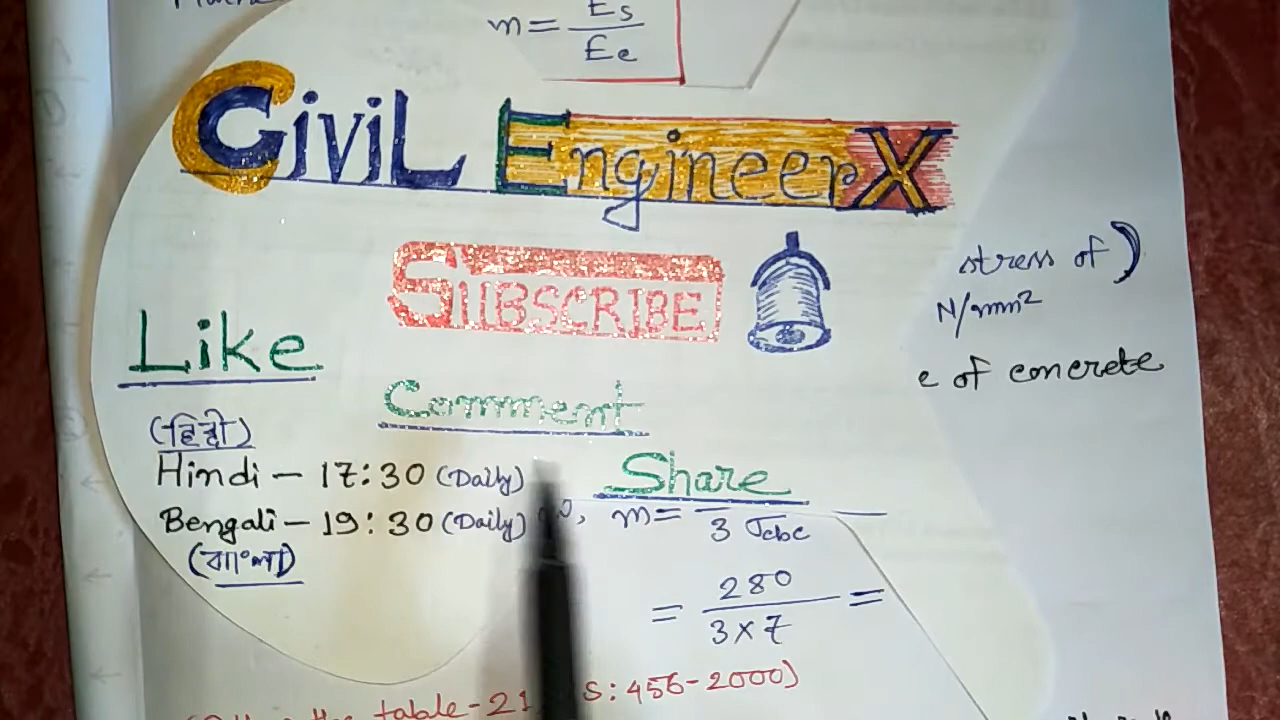 m = Es
Ee
Civil EngineerX
SUBSCRIBE
stress of )
N/mm²
e of concrete
Like
Comment
(हिन्दी)
Hindi - 17:30 (Daily)
Share
Bengali - 19:30 (Daily)
(বাংলা)
m = 3 σcbc
= 280 / 3 x 7 =
table-21 S: 456-2000)